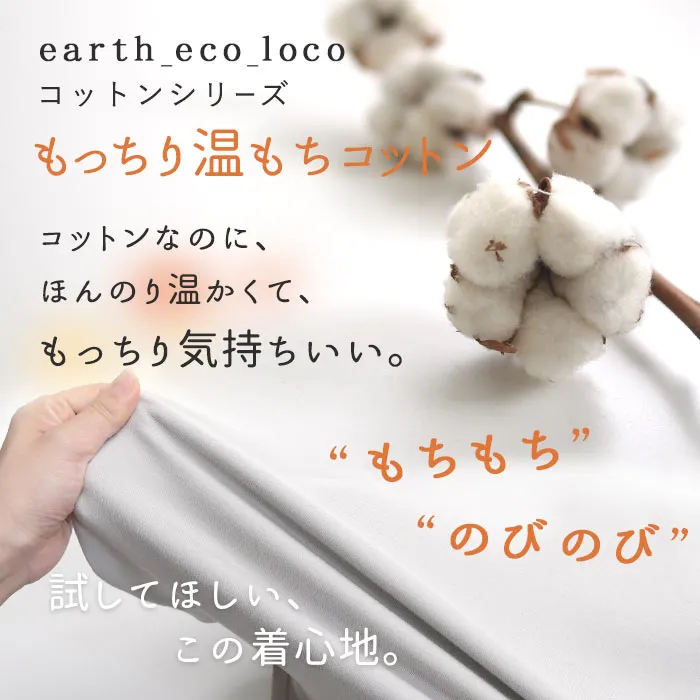 earth_eco_loco
コットンシリーズ
もっちり温もちコットン
コットンなのに、
ほんのり温かくて、
もっちり気持ちいい。
“もちもち”
“のびのび”
試してほしい、
この着心地。